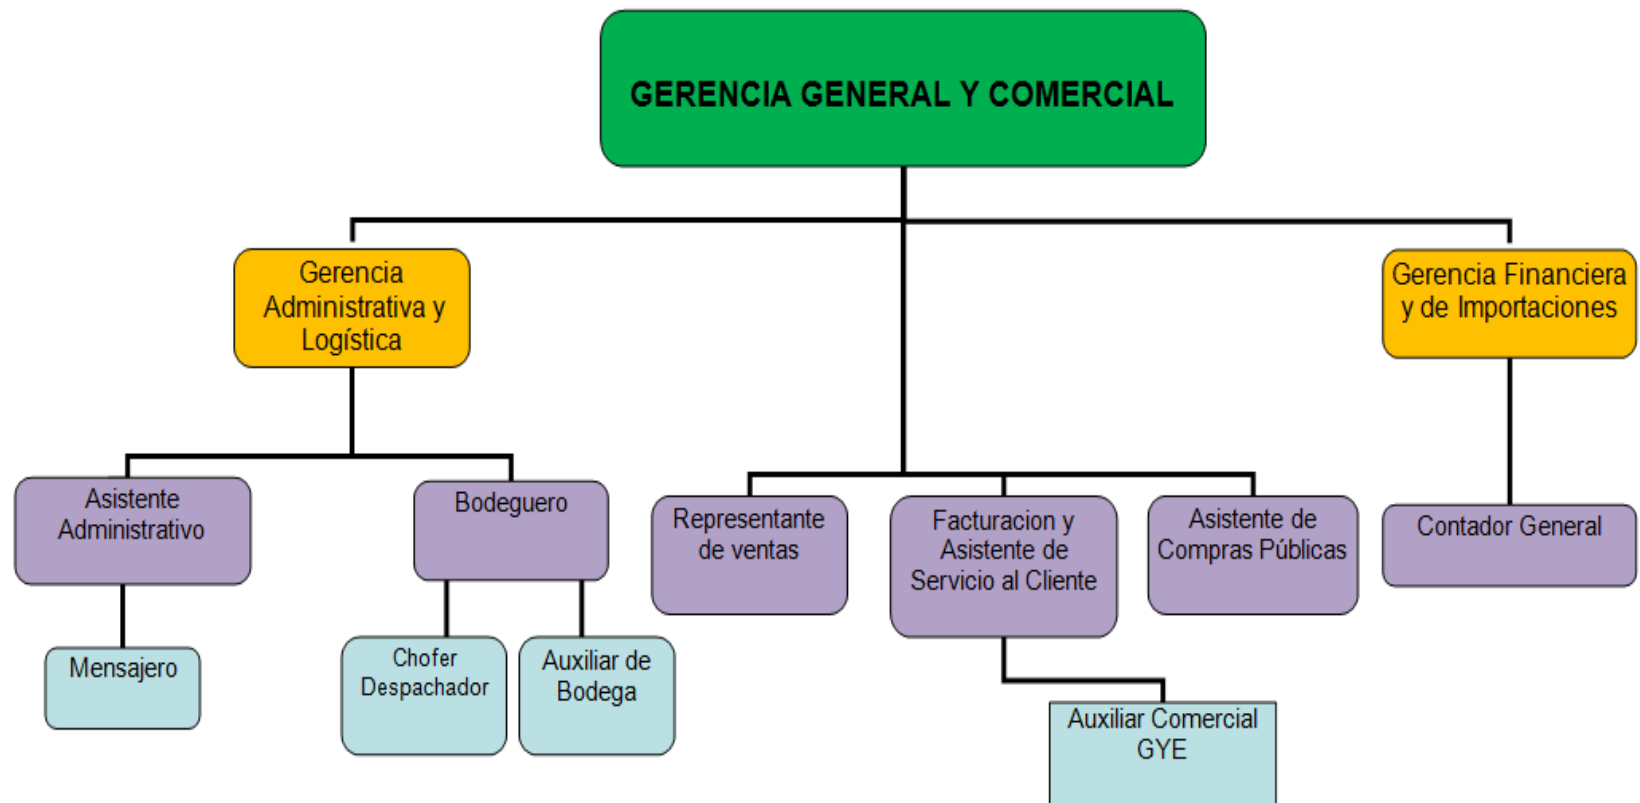 GERENCIA GENERAL Y COMERCIAL
Gerencia
Administrativa y
Logística
Gerencia Financiera
y de Importaciones
Asistente
Administrativo
Bodeguero
Representante
de ventas
Facturacion y
Asistente de
Servicio al Cliente
Asistente de
Compras Públicas
Contador General
Mensajero
Chofer
Despachador
Auxiliar de
Bodega
Auxiliar Comercial
GYE